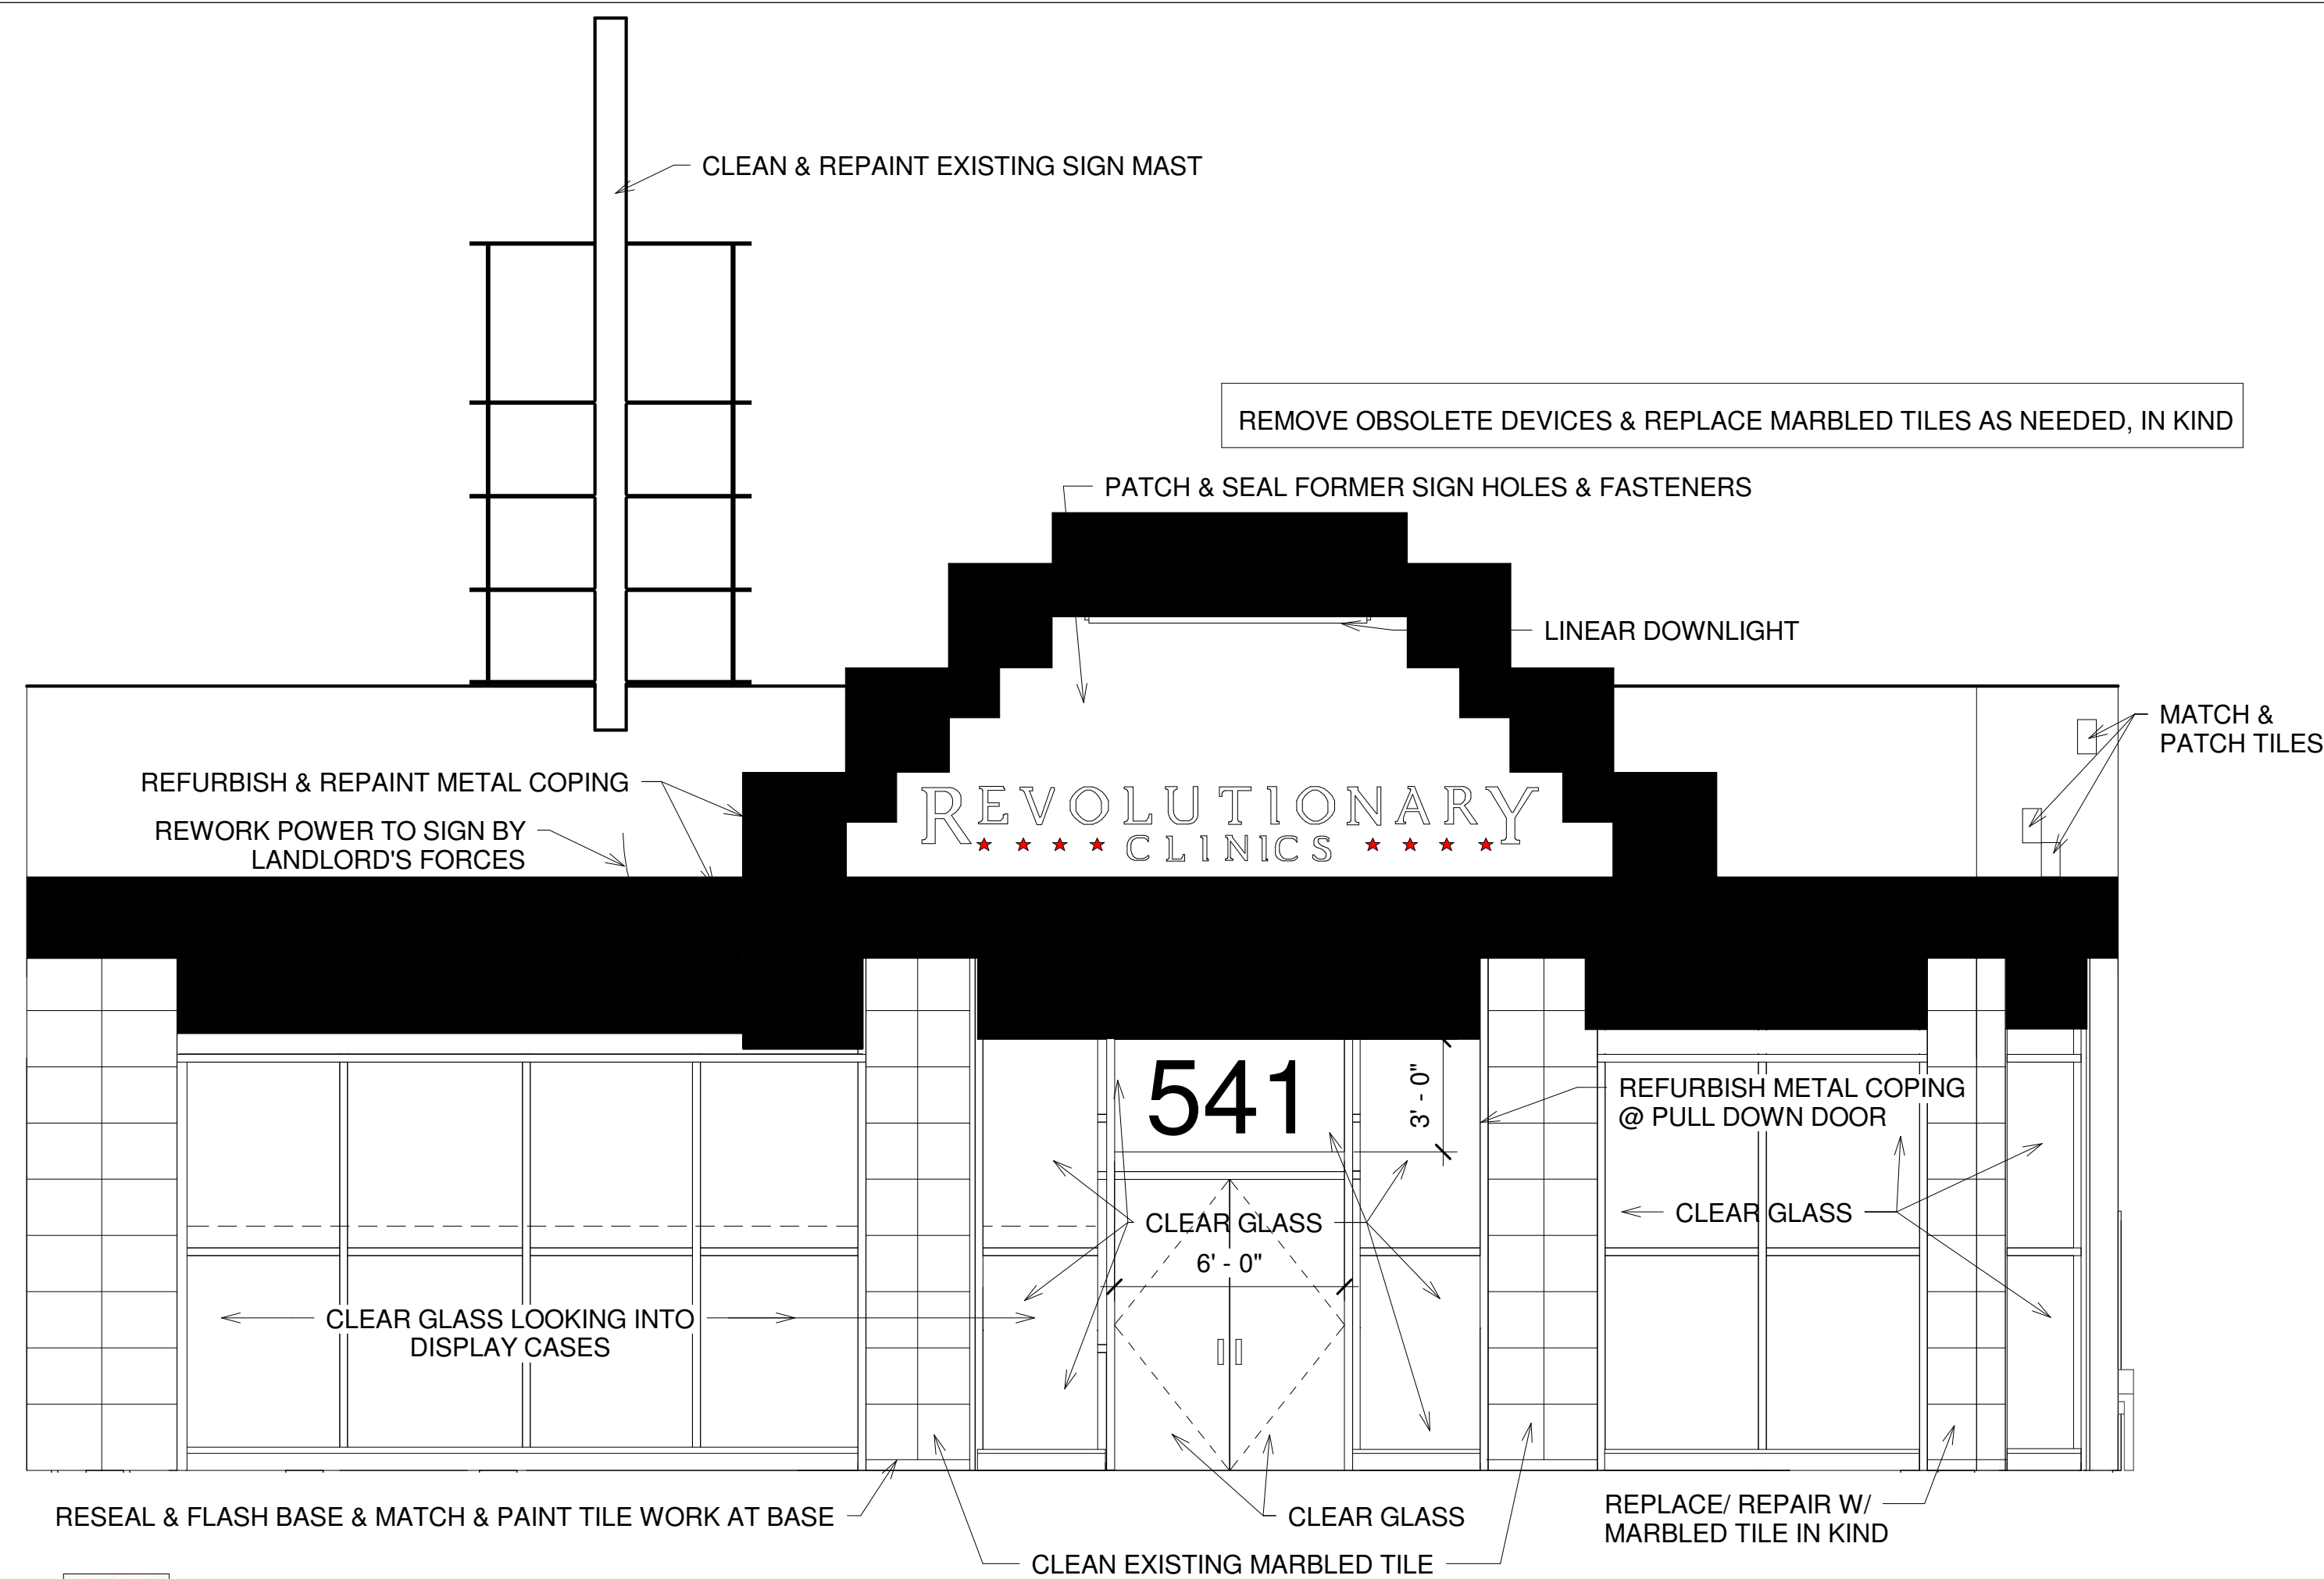 CLEAN & REPAINT EXISTING SIGN MAST
REMOVE OBSOLETE DEVICES & REPLACE MARBLED TILES AS NEEDED, IN KIND
PATCH & SEAL FORMER SIGN HOLES & FASTENERS
LINEAR DOWNLIGHT
MATCH &
PATCH TILES
REFURBISH & REPAINT METAL COPING
REWORK POWER TO SIGN BY
LANDLORD'S FORCES
REVOLUTIONARY
CLINICS
541
3' - 0"
REFURBISH METAL COPING
@ PULL DOWN DOOR
CLEAR GLASS
CLEAR GLASS
6' - 0"
CLEAR GLASS LOOKING INTO
DISPLAY CASES
RESEAL & FLASH BASE & MATCH & PAINT TILE WORK AT BASE
CLEAR GLASS
REPLACE/ REPAIR W/
MARBLED TILE IN KIND
CLEAN EXISTING MARBLED TILE